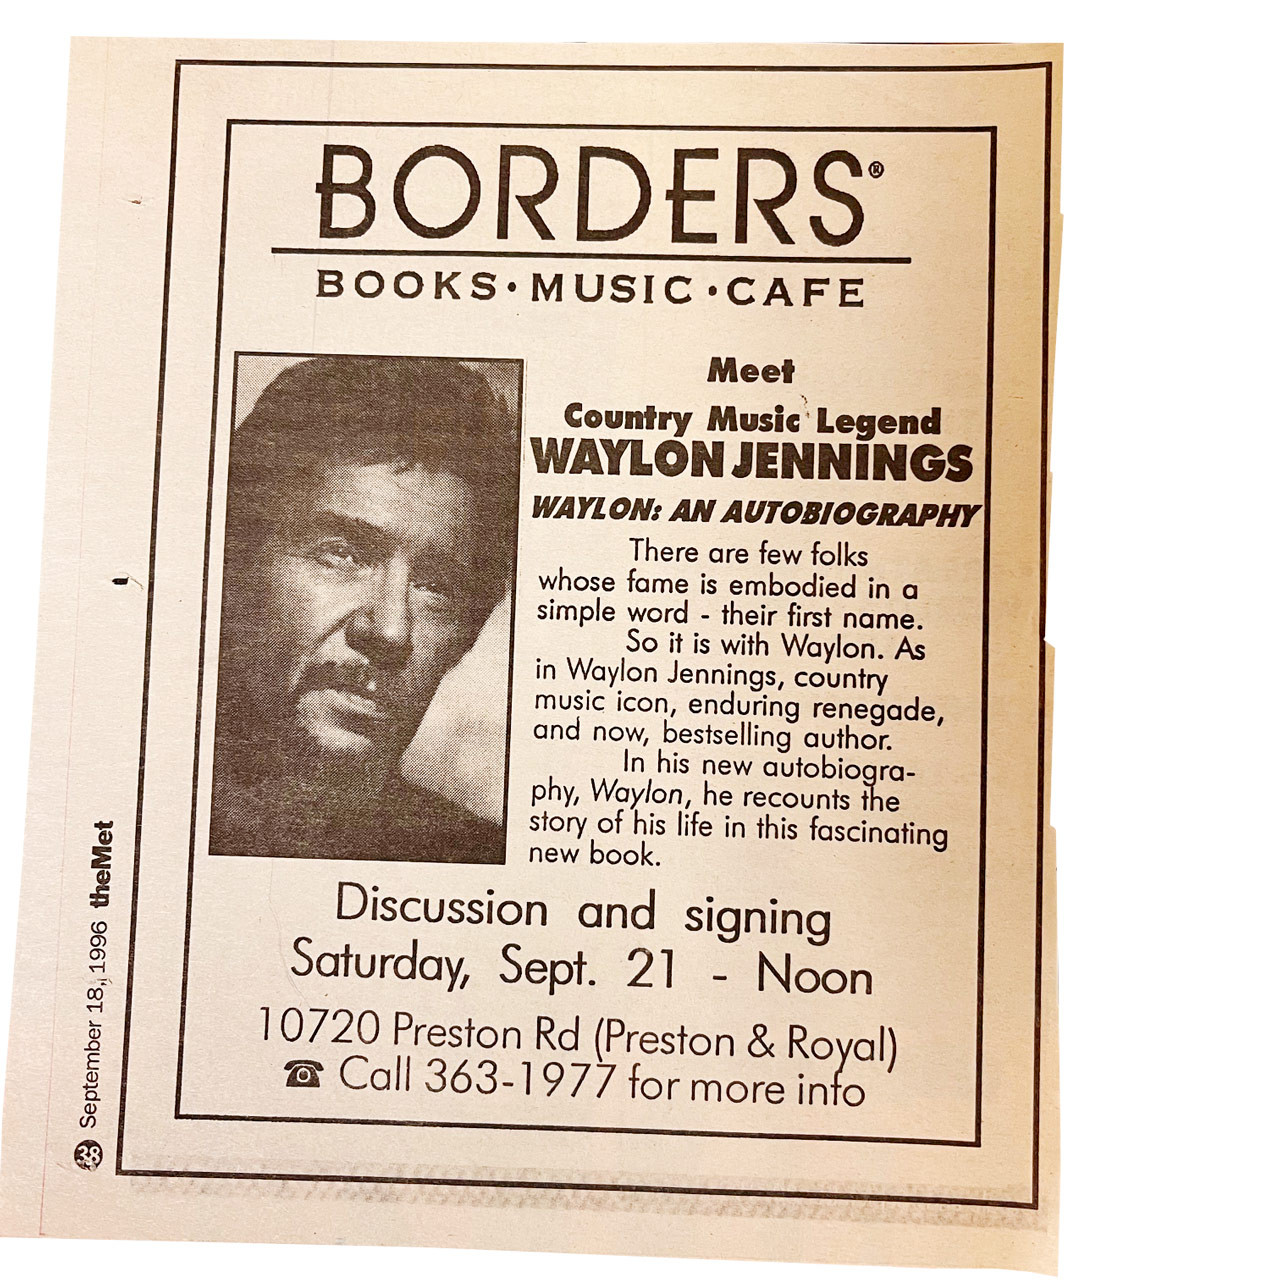 BORDERS®
BOOKS·MUSIC·CAFE
Meet
Country Music Legend
WAYLON JENNINGS
WAYLON: AN AUTOBIOGRAPHY
There are few folks
whose fame is embodied in a
simple word - their first name.
So it is with Waylon. As
in Waylon Jennings, country
music icon, enduring renegade,
and now, bestselling author.
In his new autobiogra-
phy, Waylon, he recounts the
story of his life in this fascinating
new book.
Discussion and signing
Saturday, Sept. 21 - Noon
10720 Preston Rd (Preston & Royal)
☎ Call 363-1977 for more info
38 September 18, 1996 theMet